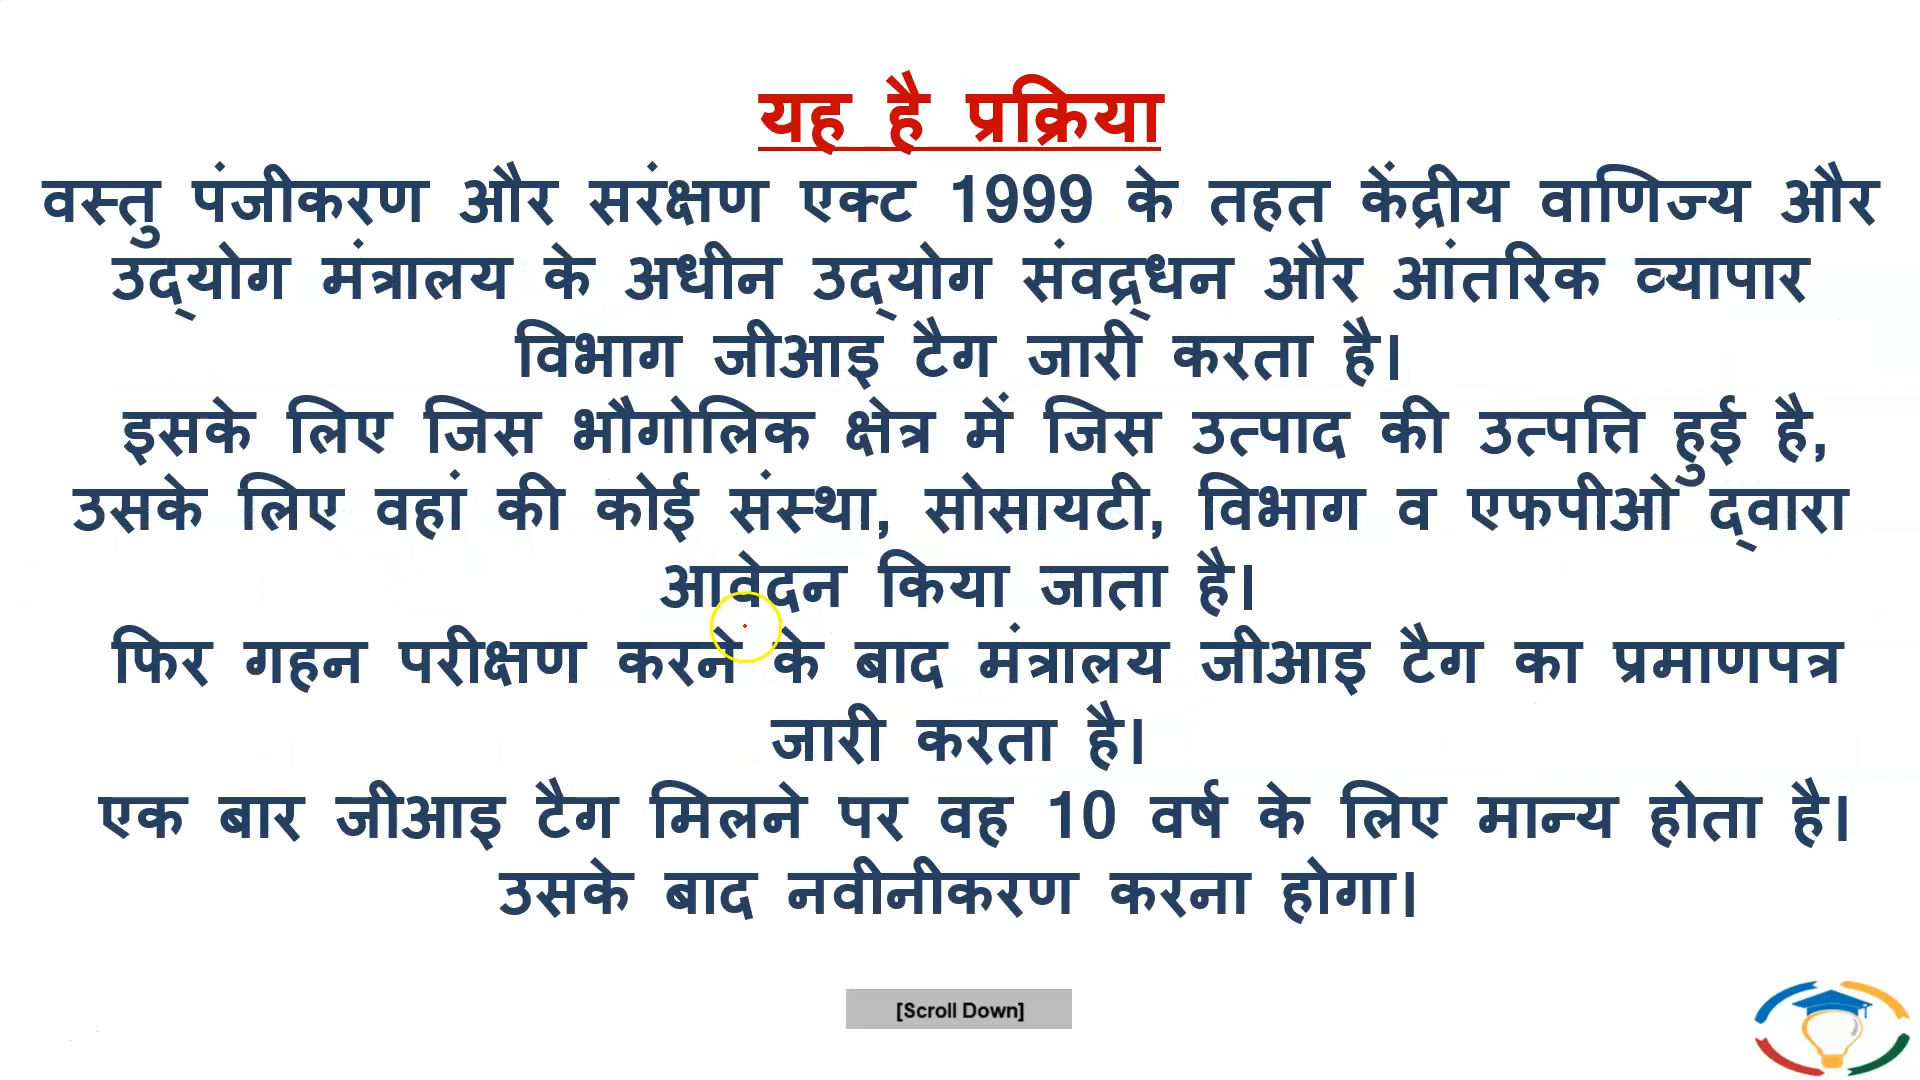 यह है प्रक्रिया
वस्तु पंजीकरण और सरंक्षण एक्ट 1999 के तहत केंद्रीय वाणिज्य और
उद्योग मंत्रालय के अधीन उद्योग संवद्र्धन और आंतरिक व्यापार
विभाग जीआइ टैग जारी करता है।
इसके लिए जिस भौगोलिक क्षेत्र में जिस उत्पाद की उत्पत्ति हुई है,
उसके लिए वहां की कोई संस्था, सोसायटी, विभाग व एफपीओ द्वारा
आवेदन किया जाता है।
फिर गहन परीक्षण करने के बाद मंत्रालय जीआइ टैग का प्रमाणपत्र
जारी करता है।
एक बार जीआइ टैग मिलने पर वह 10 वर्ष के लिए मान्य होता है।
उसके बाद नवीनीकरण करना होगा।
[Scroll Down]